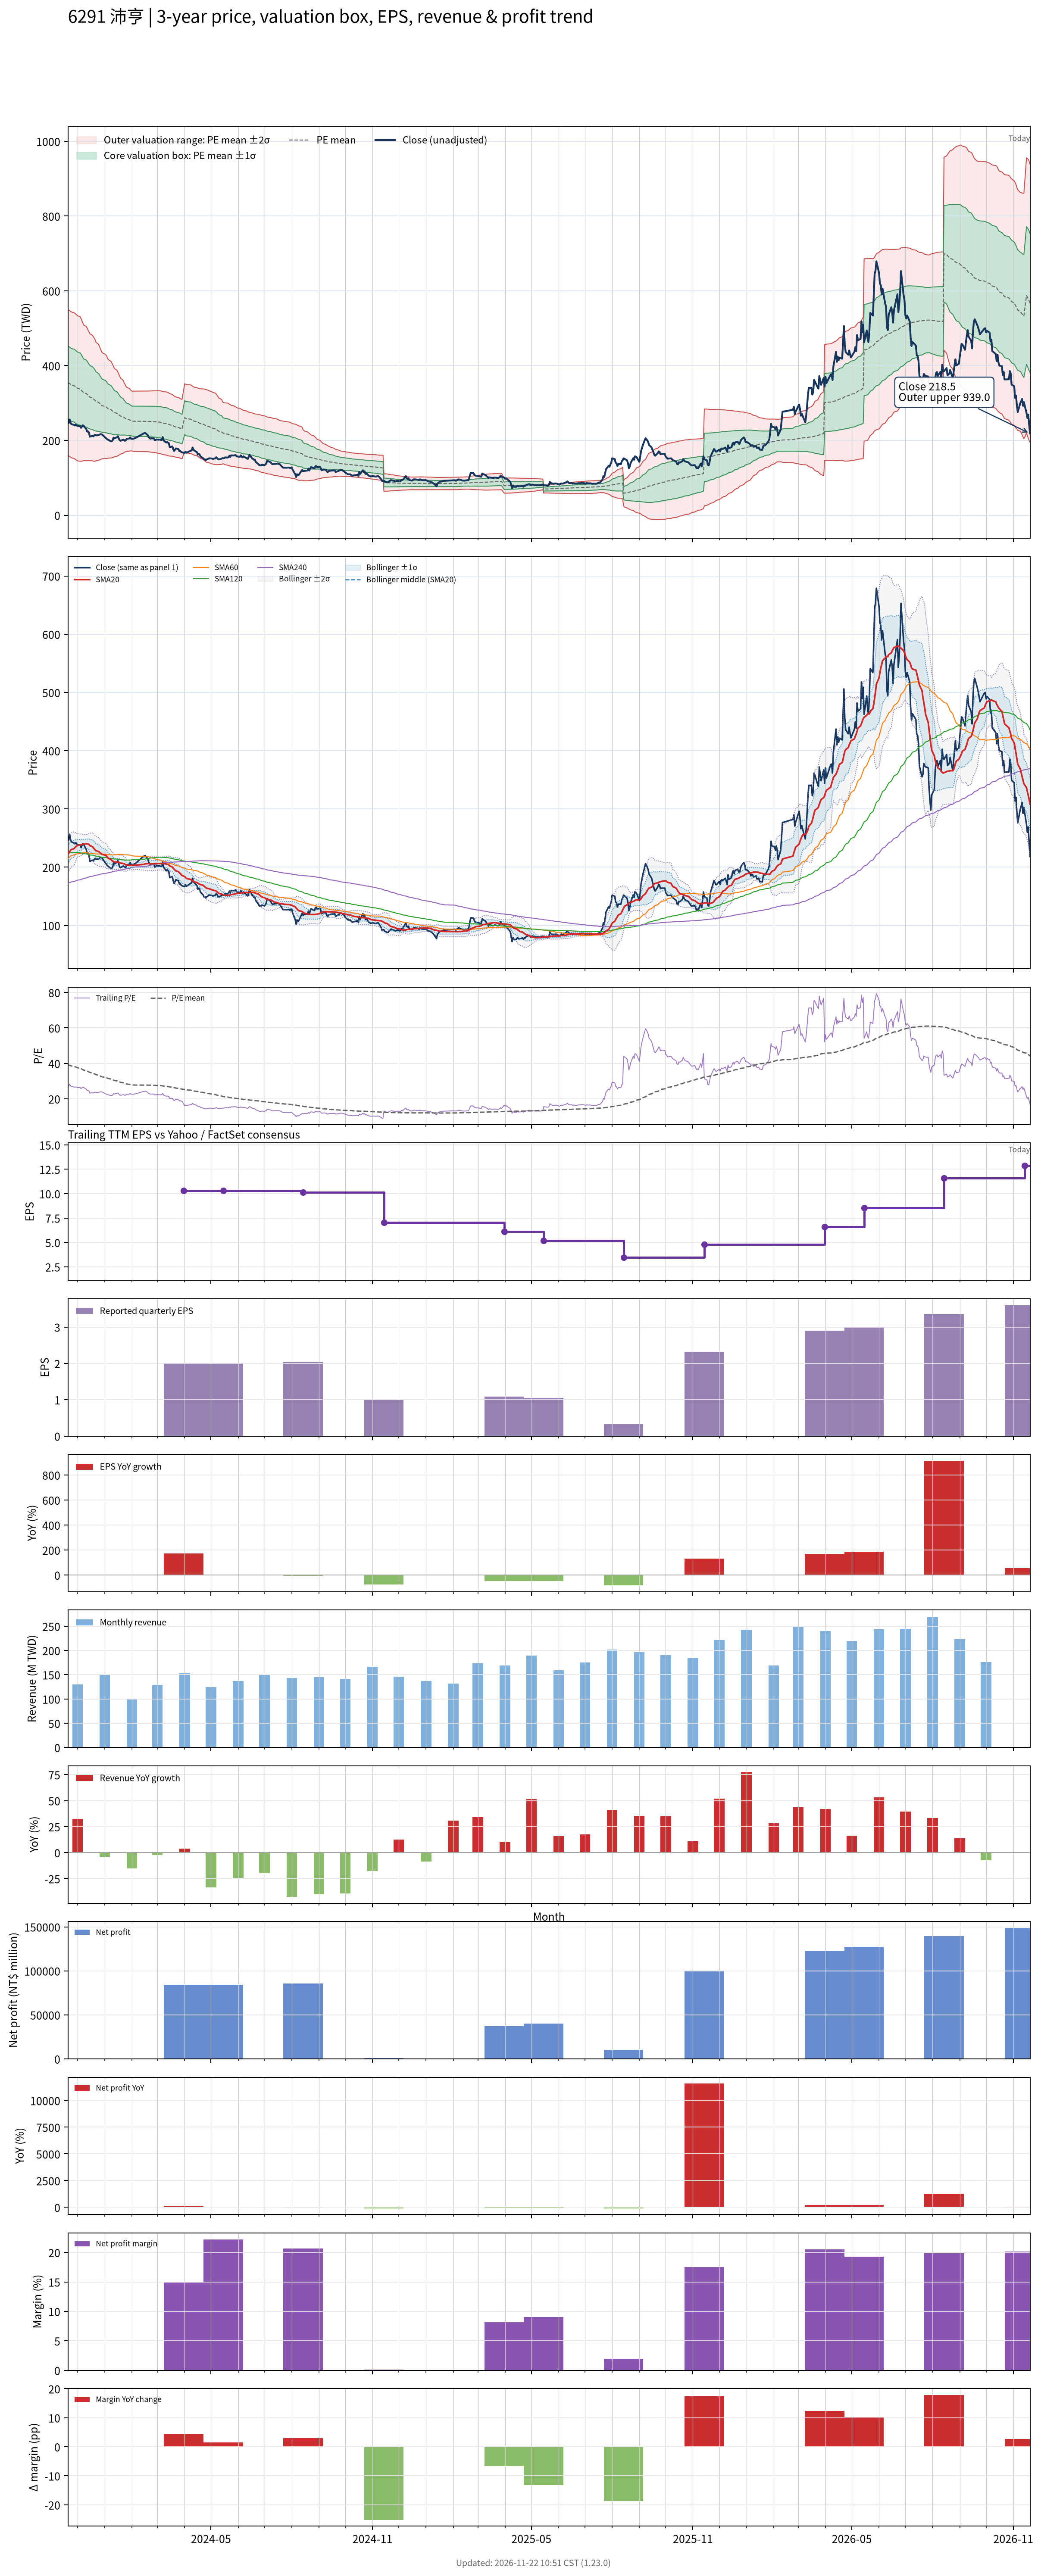 6291 沛亨 | 3-year price, valuation box, EPS, revenue & profit trend
Outer valuation range: PE mean ±2σ
PE mean
Close (unadjusted)
Core valuation box: PE mean ±1σ
Today
Price (TWD)
1000
800
600
400
200
0
Close 218.5
Outer upper 939.0
Close (same as panel 1)
SMA20
SMA60
SMA120
SMA240
Bollinger ±2σ
Bollinger ±1σ
Bollinger middle (SMA20)
Price
700
600
500
400
300
200
100
Trailing P/E
P/E mean
P/E
80
60
40
20
Trailing TTM EPS vs Yahoo / FactSet consensus
Today
EPS
15.0
12.5
10.0
7.5
5.0
2.5
Reported quarterly EPS
EPS
3
2
1
0
EPS YoY growth
YoY (%)
800
600
400
200
0
Monthly revenue
Revenue (M TWD)
250
200
150
100
50
0
Revenue YoY growth
YoY (%)
75
50
25
0
-25
Month
Net profit
Net profit (NT$ million)
150000
100000
50000
0
Net profit YoY
YoY (%)
10000
7500
5000
2500
0
Net profit margin
Margin (%)
20
15
10
5
0
Margin YoY change
Δ margin (pp)
20
10
0
-10
-20
2024-05
2024-11
2025-05
2025-11
2026-05
2026-11
Updated: 2026-11-22 10:51 CST (1.23.0)